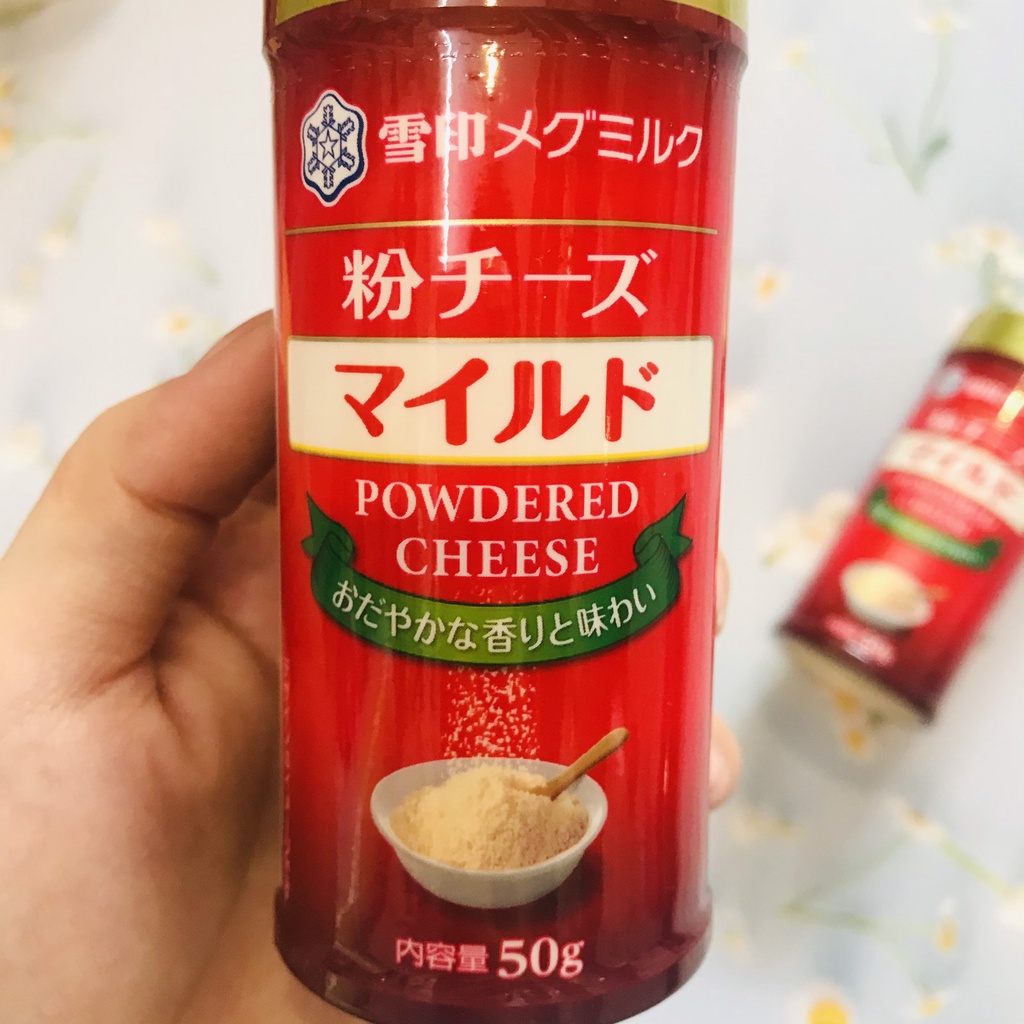 雪印メグミルク
粉チーズ
マイルド
POWDERED
CHEESE
おだやかな香りと味わい
内容量 50g